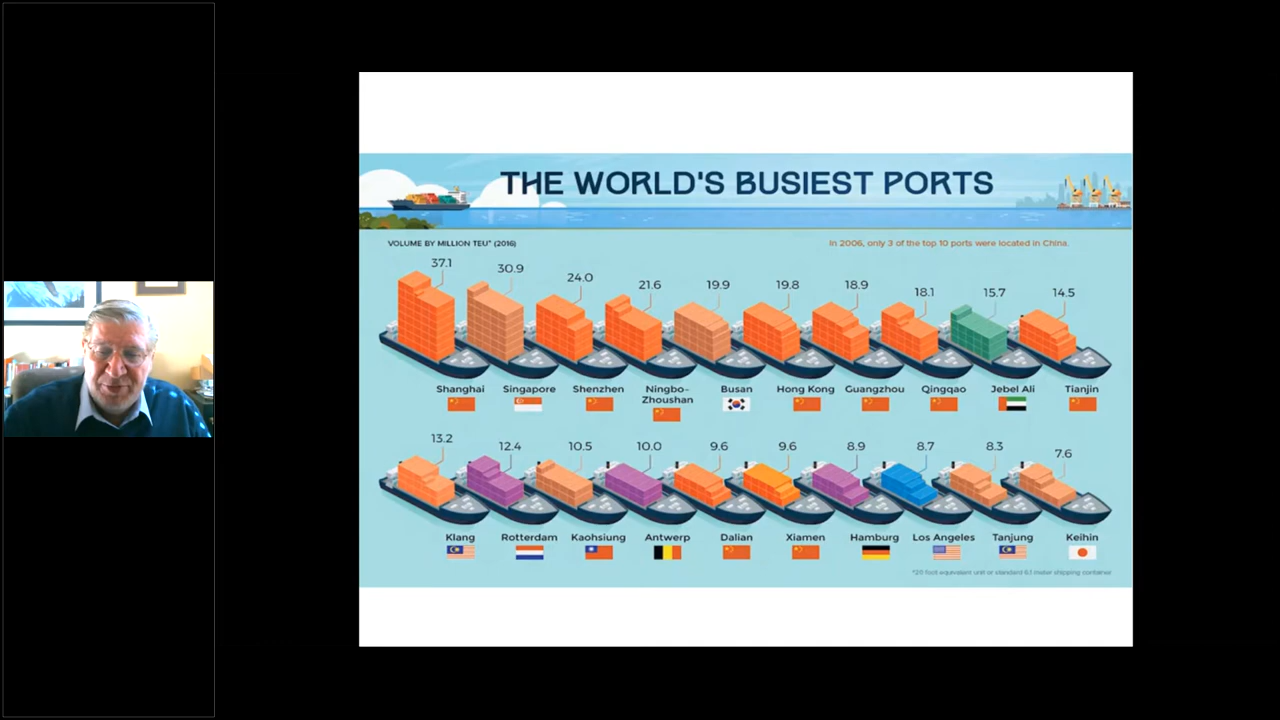 THE WORLD'S BUSIEST PORTS
VOLUME BY MILLION TEU* (2016)
In 2006, only 3 of the top 10 ports were located in China.
37.1 30.9 24.0 21.6 19.9 19.8 18.9 18.1 15.7 14.5
Shanghai Singapore Shenzhen Ningbo- Busan Hong Kong Guangzhou Qingqao Jebel Ali Tianjin
Zhoushan
13.2 12.4 10.5 10.0 9.6 9.6 8.9 8.7 8.3 7.6
Klang Rotterdam Kaohsiung Antwerp Dalian Xiamen Hamburg Los Angeles Tanjung Keihin
*20 foot equivalent unit or standard 6.1 meter shipping container